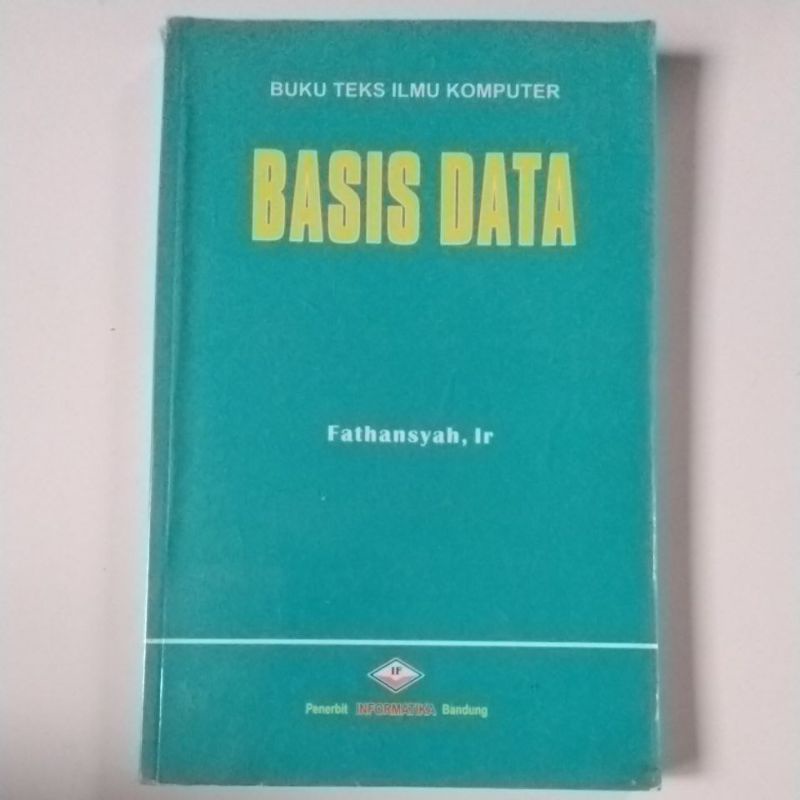 BUKU TEKS ILMU KOMPUTER
BASIS DATA
Fathansyah, Ir
IF
Penerbit INFORMATIKA Bandung